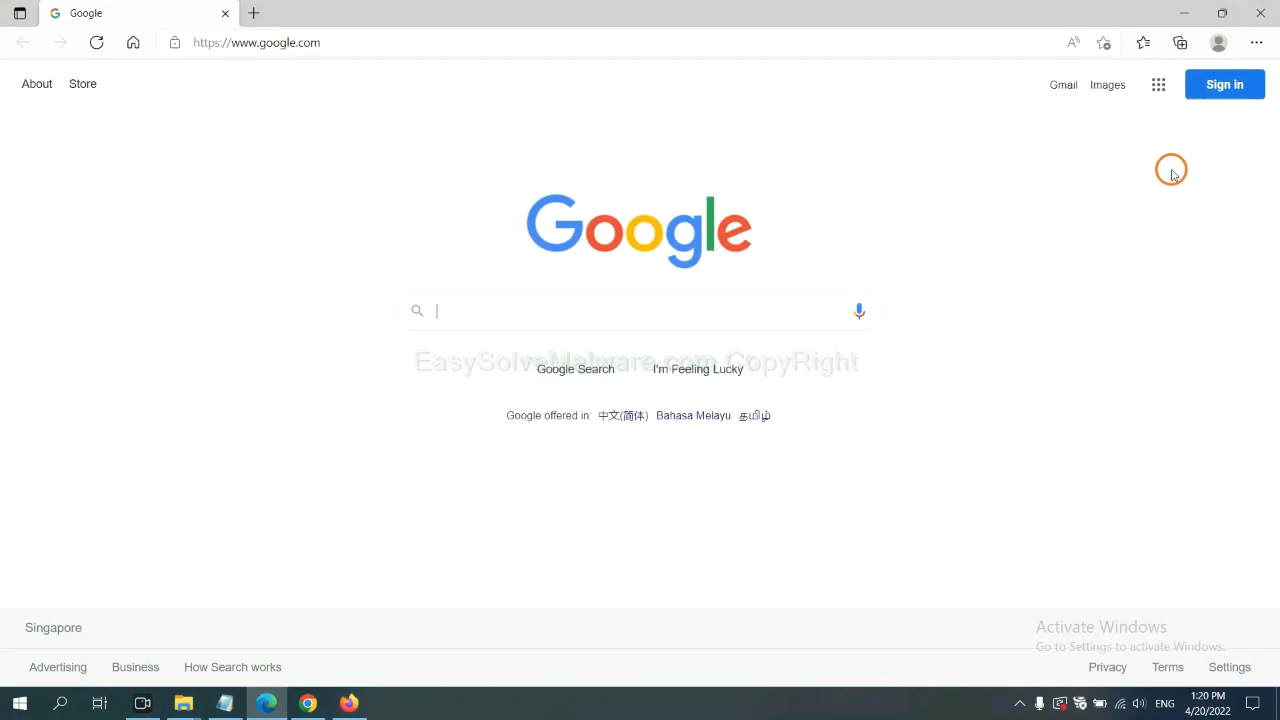 Google
https://www.google.com
About Store
Gmail Images Sign in
Google
EasySolveMalware.com CopyRight
Google Search I'm Feeling Lucky
Google offered in: 中文(简体) Bahasa Melayu தமிழ்
Singapore
Activate Windows
Go to Settings to activate Windows.
Advertising Business How Search works
Privacy Terms Settings
ENG
1:20 PM
4/20/2022